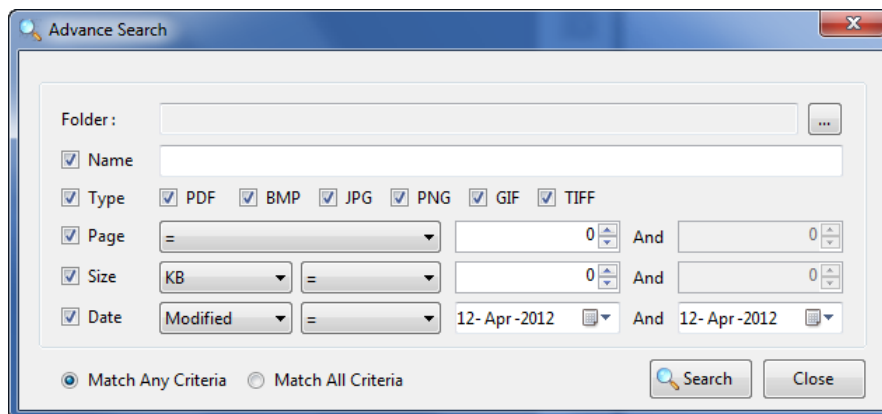 Advance Search
Folder : ...
Name
Type PDF BMP JPG PNG GIF TIFF
Page = 0 And 0
Size KB = 0 And 0
Date Modified = 12- Apr -2012 And 12- Apr -2012
Match Any Criteria Match All Criteria Search Close